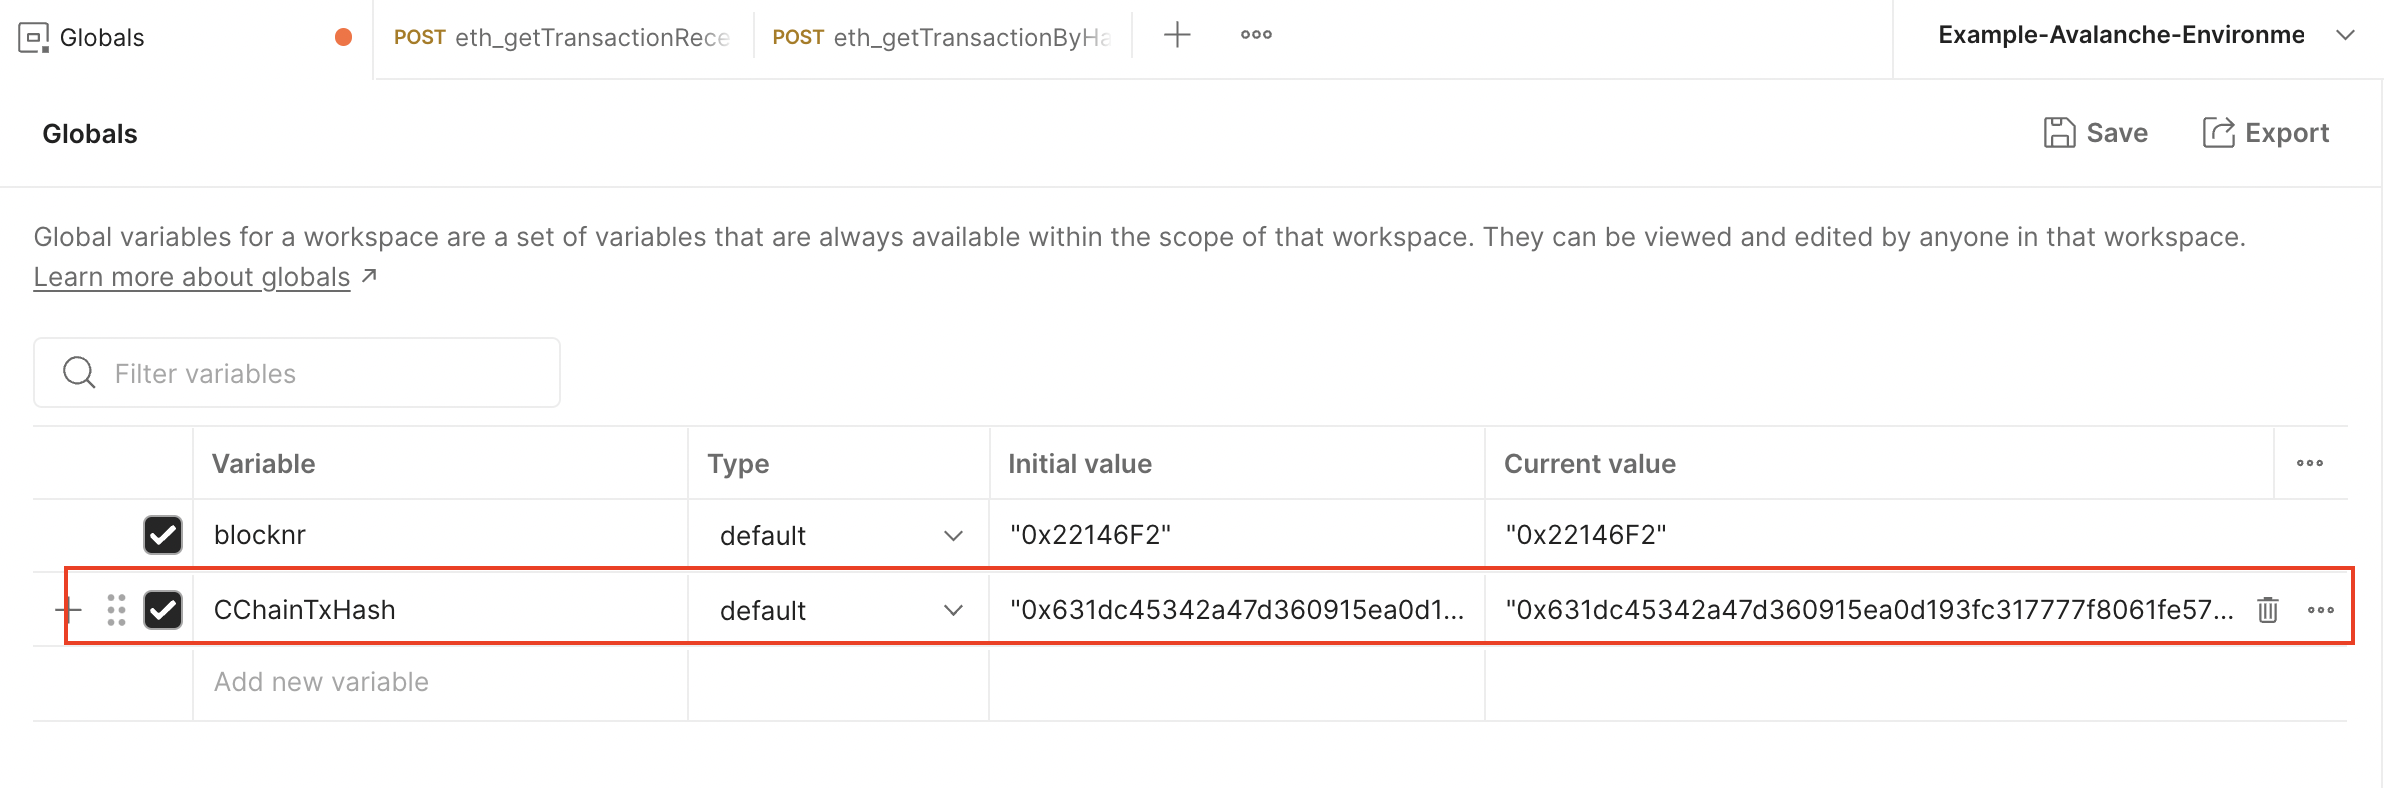 Globals POST eth_getTransactionRece POST eth_getTransactionByHa Example-Avalanche-Environme
Globals Save Export
Global variables for a workspace are a set of variables that are always available within the scope of that workspace. They can be viewed and edited by anyone in that workspace.
Learn more about globals ↗
Filter variables
Variable Type Initial value Current value
blocknr default "0x22146F2" "0x22146F2"
CChainTxHash default "0x631dc45342a47d360915ea0d1... "0x631dc45342a47d360915ea0d193fc317777f8061fe57...
Add new variable